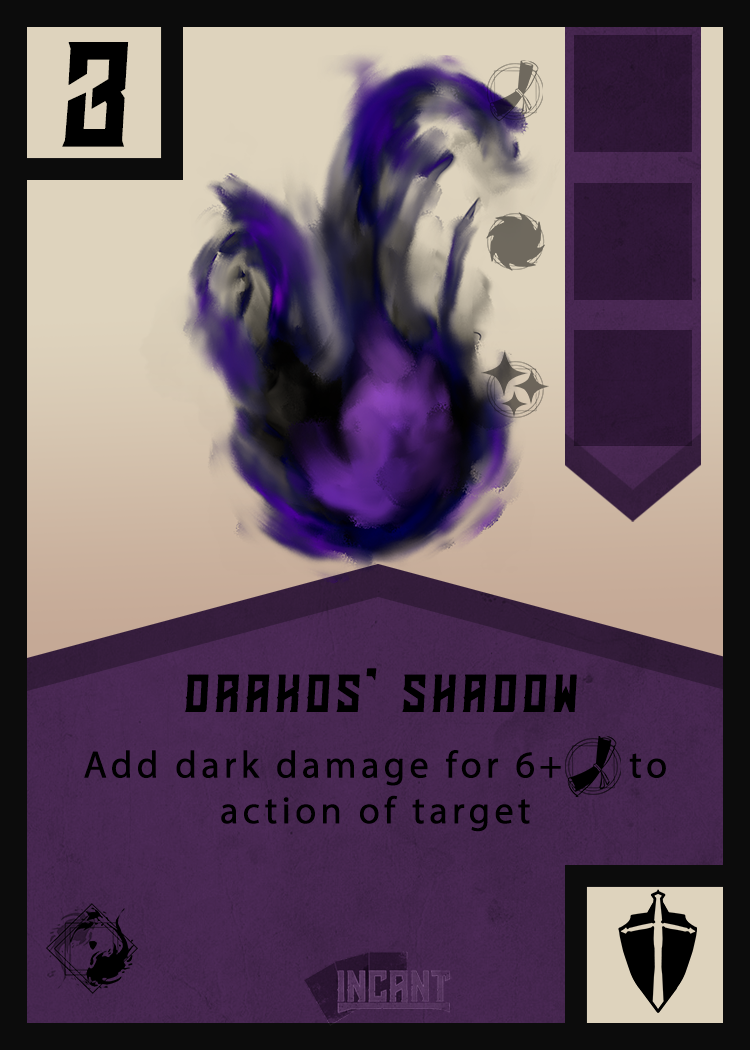 3
DRAKOS' SHADOW
Add dark damage for 6+ to
action of target
INCANT